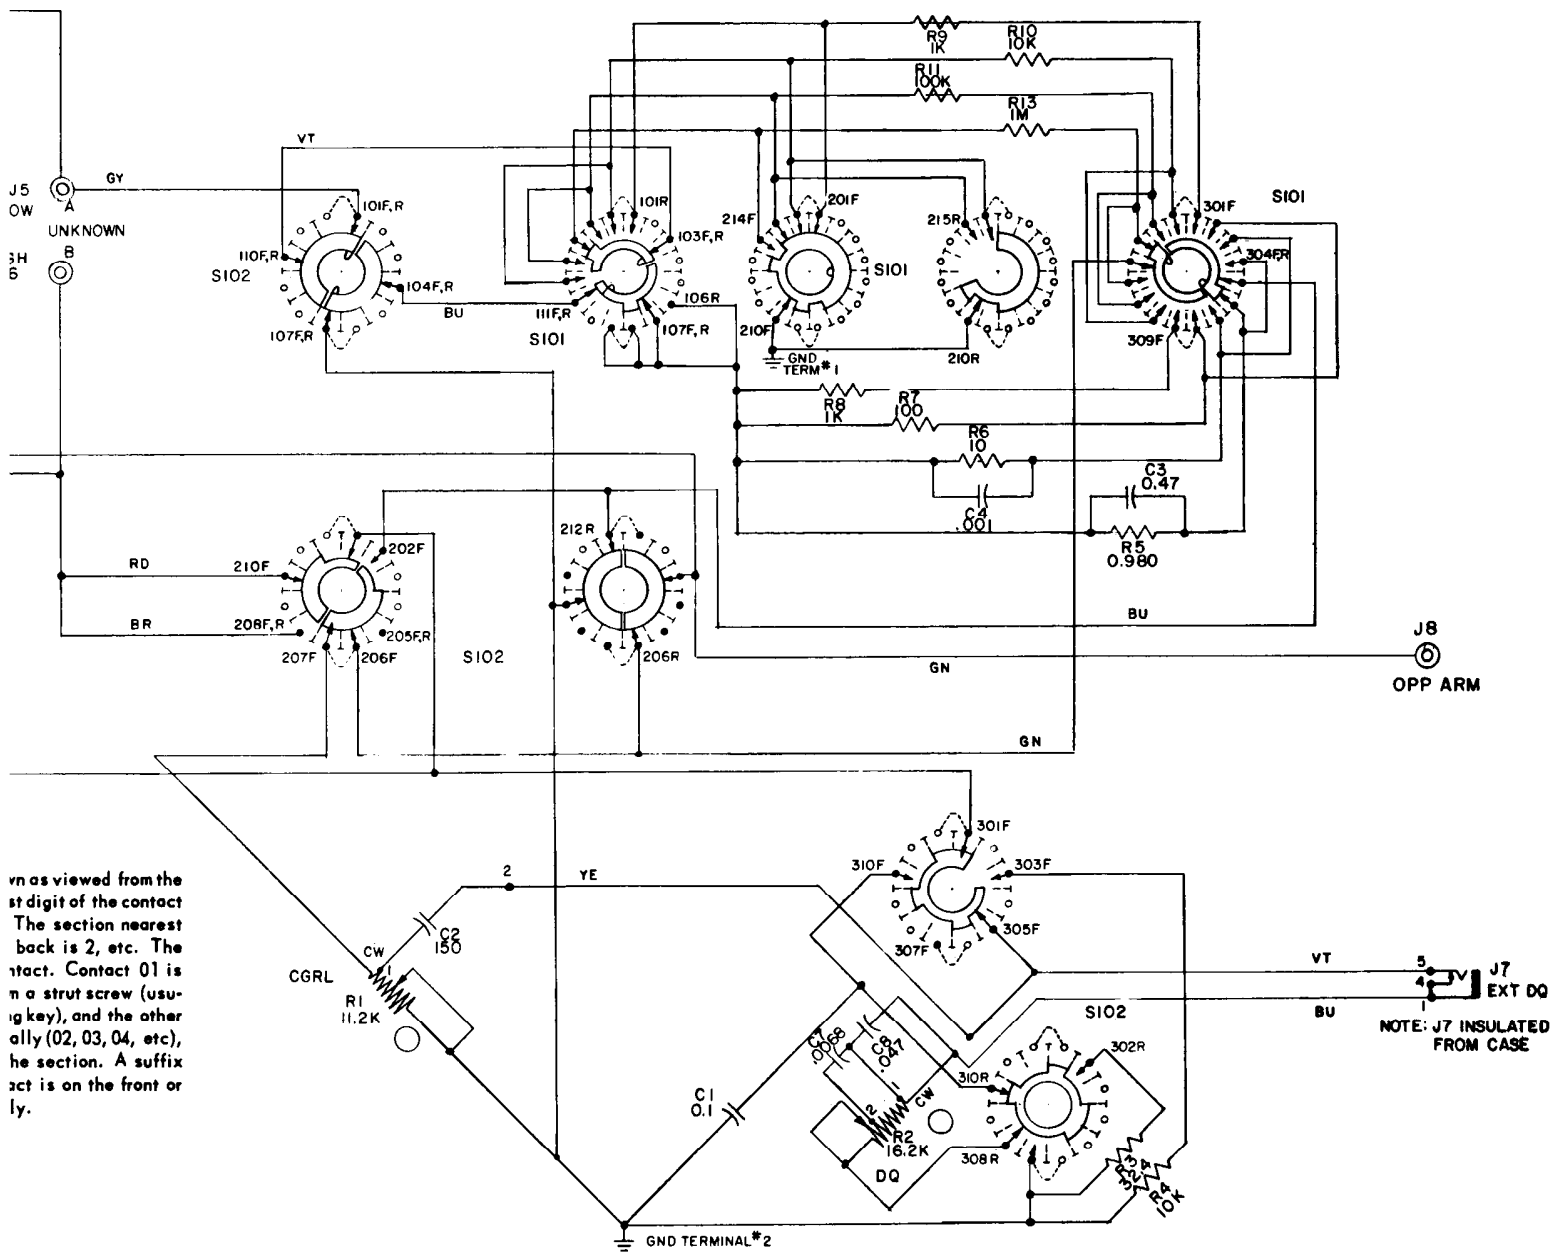 R9
1K
R10
10K
R11
100K
R13
1M
VT
J5
OW
A
GY
UNKNOWN
B
GH
6
101F,R
110F,R
S102
104F,R
BU
107F,R
101R
103F,R
106R
111F,R
107F,R
S101
214F
201F
S101
210F
GND
TERM#1
215R
210R
301F
S101
304F,R
309F
R8
1K
R7
100
R6
10
C4
.001
C3
0.47
R5
0.980
RD
210F
202F
BR
208F,R
205F,R
207F
206F
S102
212R
206R
BU
J8
GN
OPP ARM
GN
vn as viewed from the
st digit of the contact
The section nearest
back is 2, etc. The
ntact. Contact 01 is
m a strut screw (usu-
ng key), and the other
ally (02, 03, 04, etc),
he section. A suffix
act is on the front or
ly.
2
YE
C2
150
CW
1
CGRL
R1
11.2K
301F
310F
303F
305F
307F
VT
5
4
1
J7
EXT DQ
BU
S102
NOTE: J7 INSULATED
FROM CASE
C7
.0068
C8
.047
C1
0.1
1
CW
2
R2
16.2K
DQ
310R
302R
308R
R3
32.4
R4
10K
GND TERMINAL#2